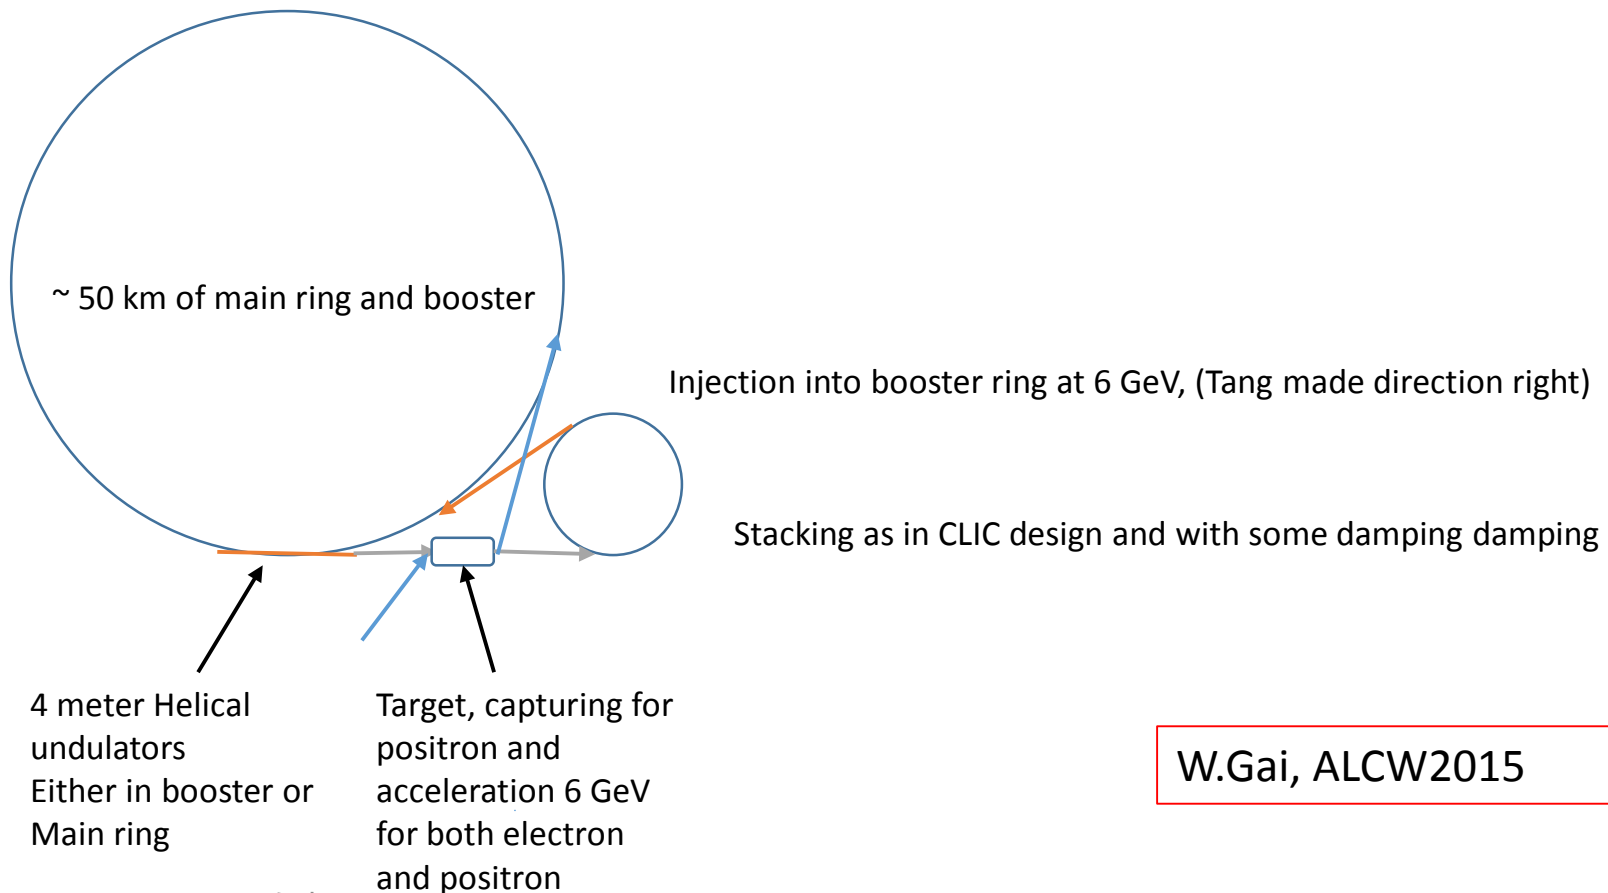 ~ 50 km of main ring and booster
Injection into booster ring at 6 GeV, (Tang made direction right)
Stacking as in CLIC design and with some damping damping
4 meter Helical
undulators
Either in booster or
Main ring
Target, capturing for
positron and
acceleration 6 GeV
for both electron
and positron
W.Gai, ALCW2015